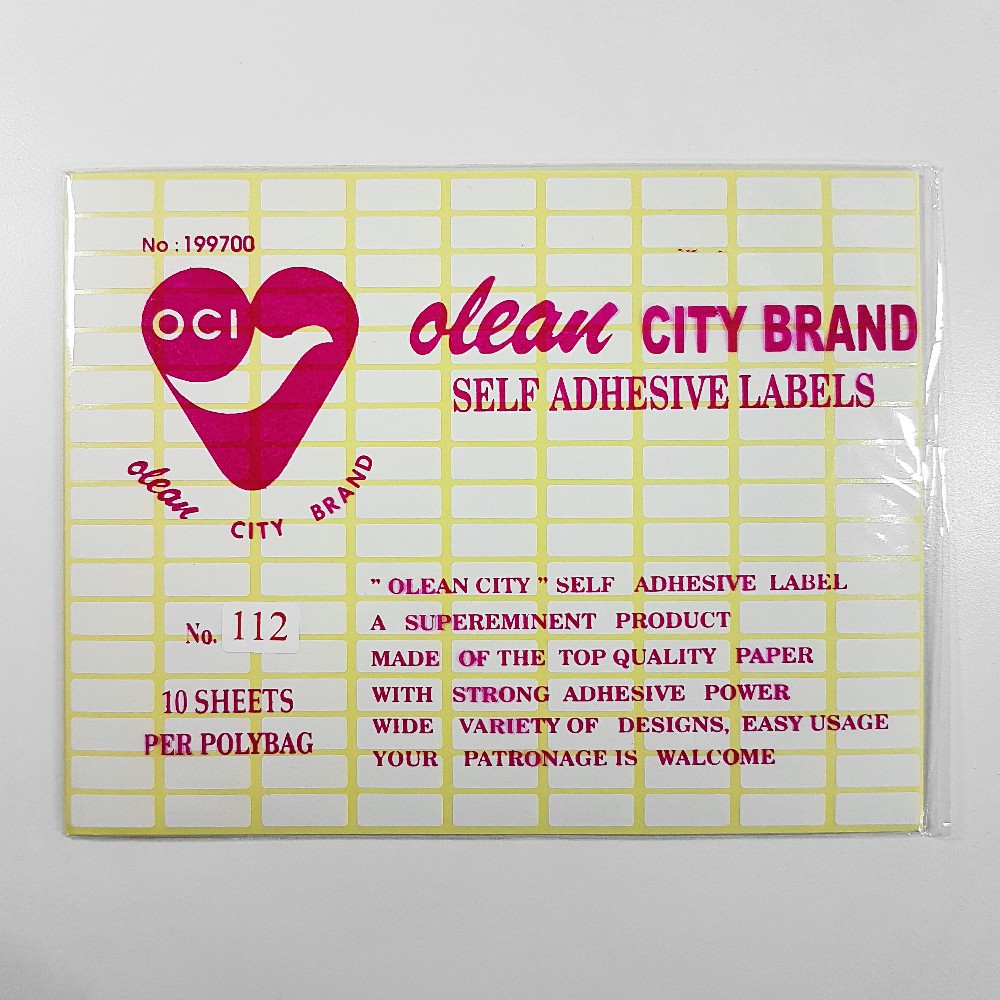 No : 199700
OCI
olean CITY BRAND
olean CITY BRAND
SELF ADHESIVE LABELS
" OLEAN CITY " SELF ADHESIVE LABEL
A SUPEREMINENT PRODUCT
MADE OF THE TOP QUALITY PAPER
WITH STRONG ADHESIVE POWER
WIDE VARIETY OF DESIGNS, EASY USAGE
YOUR PATRONAGE IS WALCOME
No. 112
10 SHEETS
PER POLYBAG